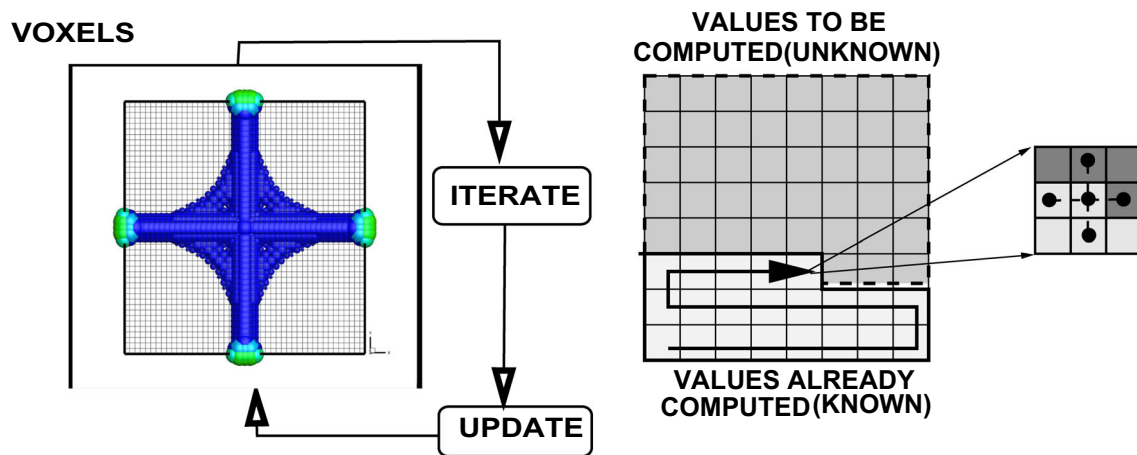 VOXELS
ITERATE
UPDATE
VALUES TO BE
COMPUTED(UNKNOWN)
VALUES ALREADY
COMPUTED(KNOWN)